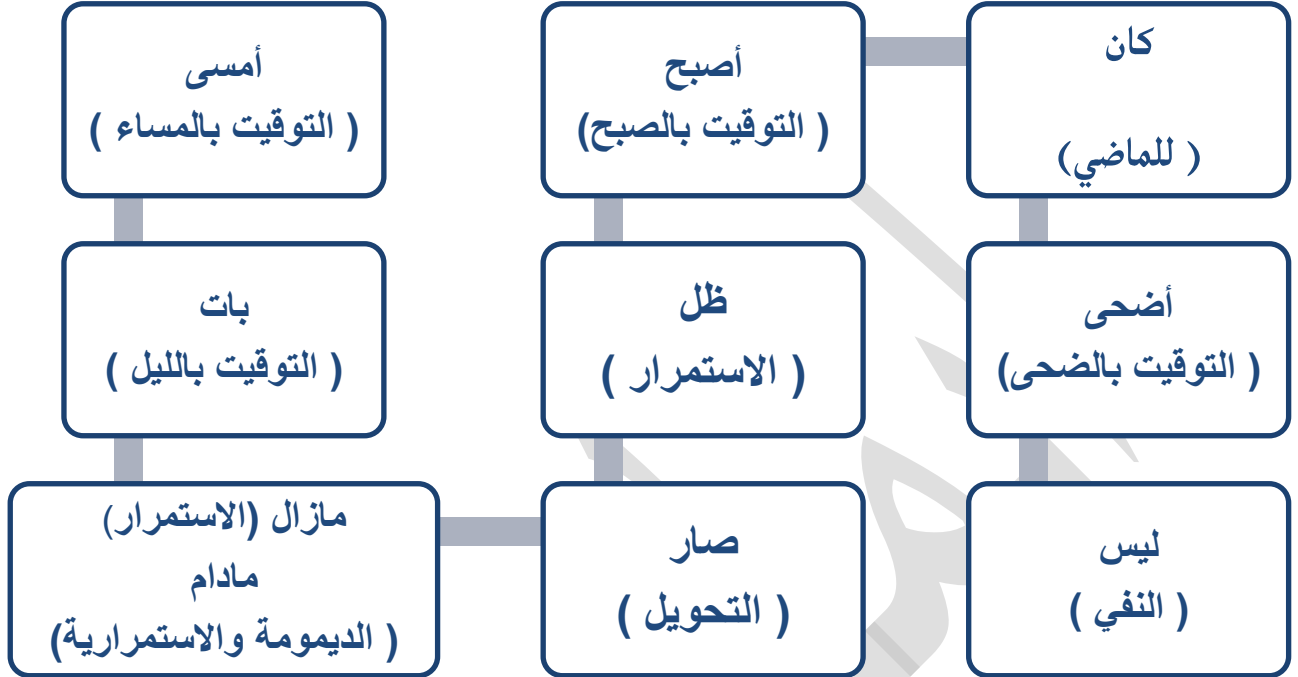 كان
( للماضي)
أصبح
( التوقيت بالصبح)
أمسى
( التوقيت بالمساء )
أضحى
( التوقيت بالضحى)
ظل
( الاستمرار )
بات
( التوقيت بالليل )
ليس
( النفي )
صار
( التحويل )
مازال (الاستمرار)
مادام
( الديمومة والاستمرارية)